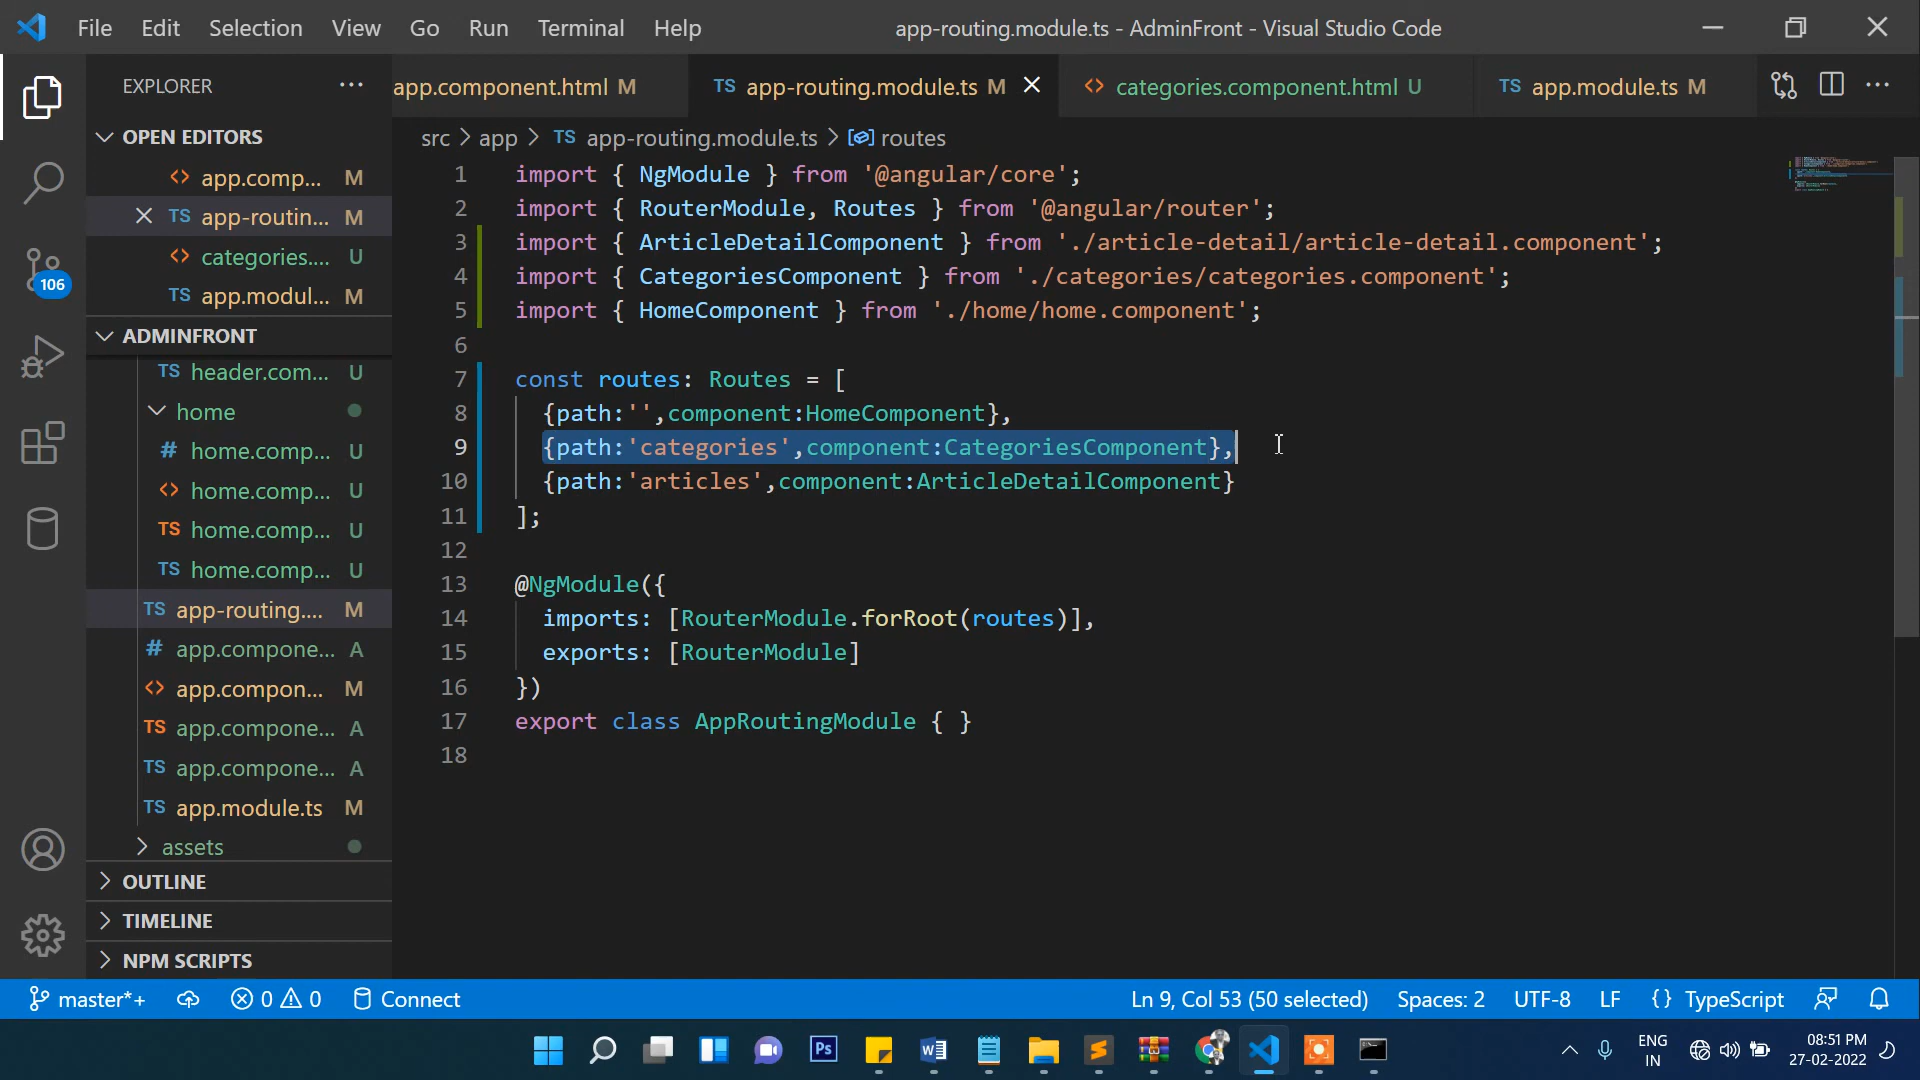 File Edit Selection View Go Run Terminal Help app-routing.module.ts - AdminFront - Visual Studio Code
EXPLORER
app.component.html M
TS app-routing.module.ts M
<> categories.component.html U
TS app.module.ts M
OPEN EDITORS
<> app.comp... M
TS app-routin... M
<> categories.... U
TS app.modul... M
ADMINFRONT
TS header.com... U
home
# home.comp... U
<> home.comp... U
TS home.comp... U
TS home.comp... U
TS app-routing.... M
# app.compone... A
<> app.compon... M
TS app.compone... A
TS app.compone... A
TS app.module.ts M
assets
OUTLINE
TIMELINE
NPM SCRIPTS
106
src > app > TS app-routing.module.ts > routes
1 import { NgModule } from '@angular/core';
2 import { RouterModule, Routes } from '@angular/router';
3 import { ArticleDetailComponent } from './article-detail/article-detail.component';
4 import { CategoriesComponent } from './categories/categories.component';
5 import { HomeComponent } from './home/home.component';
6
7 const routes: Routes = [
8 {path:'',component:HomeComponent},
9 {path:'categories',component:CategoriesComponent},
10 {path:'articles',component:ArticleDetailComponent}
11 ];
12
13 @NgModule({
14 imports: [RouterModule.forRoot(routes)],
15 exports: [RouterModule]
16 })
17 export class AppRoutingModule { }
18
master*+ 0 0 Connect Ln 9, Col 53 (50 selected) Spaces: 2 UTF-8 LF {} TypeScript
Ps
ENG
IN
08:51 PM
27-02-2022